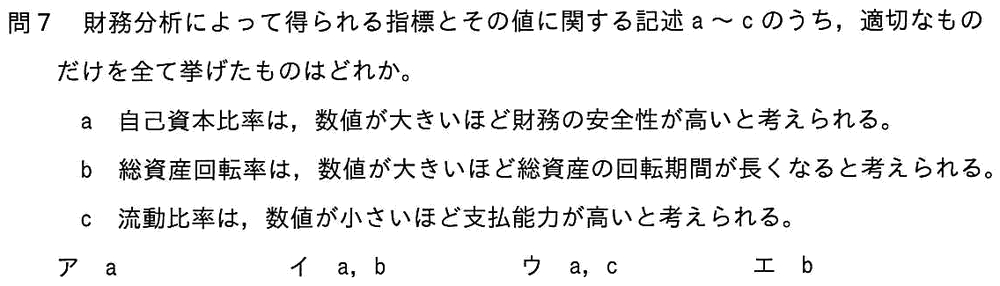 問7　財務分析によって得られる指標とその値に関する記述a～cのうち，適切なもの
だけを全て挙げたものはどれか。
a　自己資本比率は，数値が大きいほど財務の安全性が高いと考えられる。
b　総資産回転率は，数値が大きいほど総資産の回転期間が長くなると考えられる。
c　流動比率は，数値が小さいほど支払能力が高いと考えられる。
ア　a　イ　a，b　ウ　a，c　エ　b